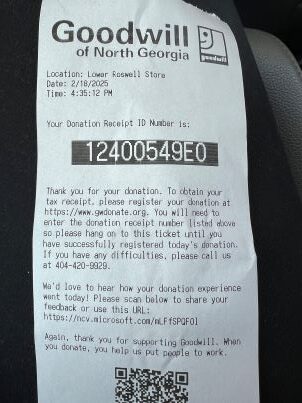 Goodwill
of North Georgia
goodwill
Location: Lower Roswell Store
Date: 2/18/2025
Time: 4:35:12 PM
Your Donation Receipt ID Number is:
12400549E0
Thank you for your donation. To obtain your
tax receipt, please register your donation at
https://www.gwdonate.org. You will need to
enter the donation receipt number listed above
so please hang on to this ticket until you
have successfully registered today's donation.
If you have any difficulties, please call us
at 404-420-9929.
We'd love to hear how your donation experience
went today! Please scan below to share your
feedback or use this URL:
https://ncv.microsoft.com/mLFfSPQFOl
Again, thank you for supporting Goodwill. When
you donate, you help us put people to work.